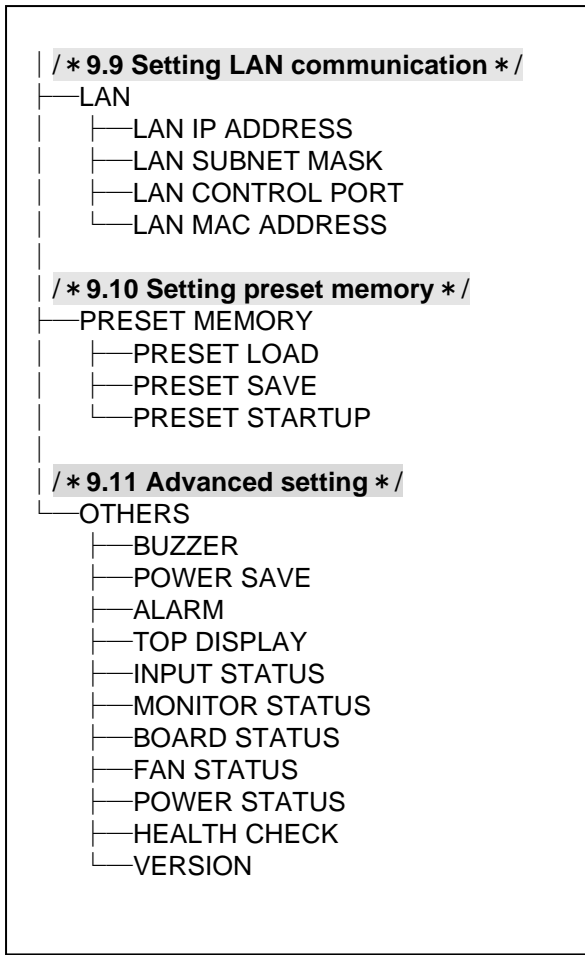 /＊9.9 Setting LAN communication＊/
LAN
LAN IP ADDRESS
LAN SUBNET MASK
LAN CONTROL PORT
LAN MAC ADDRESS
/＊9.10 Setting preset memory＊/
PRESET MEMORY
PRESET LOAD
PRESET SAVE
PRESET STARTUP
/＊9.11 Advanced setting＊/
OTHERS
BUZZER
POWER SAVE
ALARM
TOP DISPLAY
INPUT STATUS
MONITOR STATUS
BOARD STATUS
FAN STATUS
POWER STATUS
HEALTH CHECK
VERSION